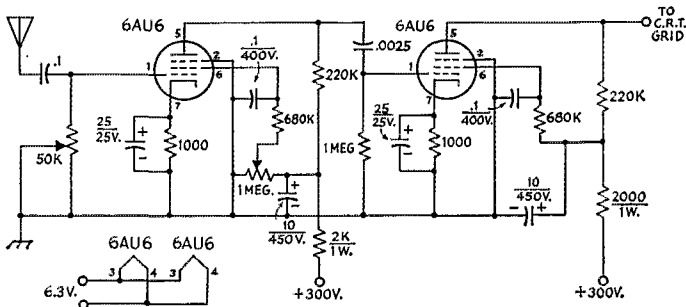 6AU6
5
.1
1
2
6
7
.1
400V.
25
25V.
1000
50K
680K
220K
1MEG.
10
450V.
2K
1W.
+300V.
.0025
1MEG
6AU6
5
1
2
6
7
25
25V.
1000
.1
400V.
680K
220K
10
450V.
2000
1W.
+300V.
TO
C.R.T.
GRID
6AU6 6AU6
3 4 3 4
6.3V.